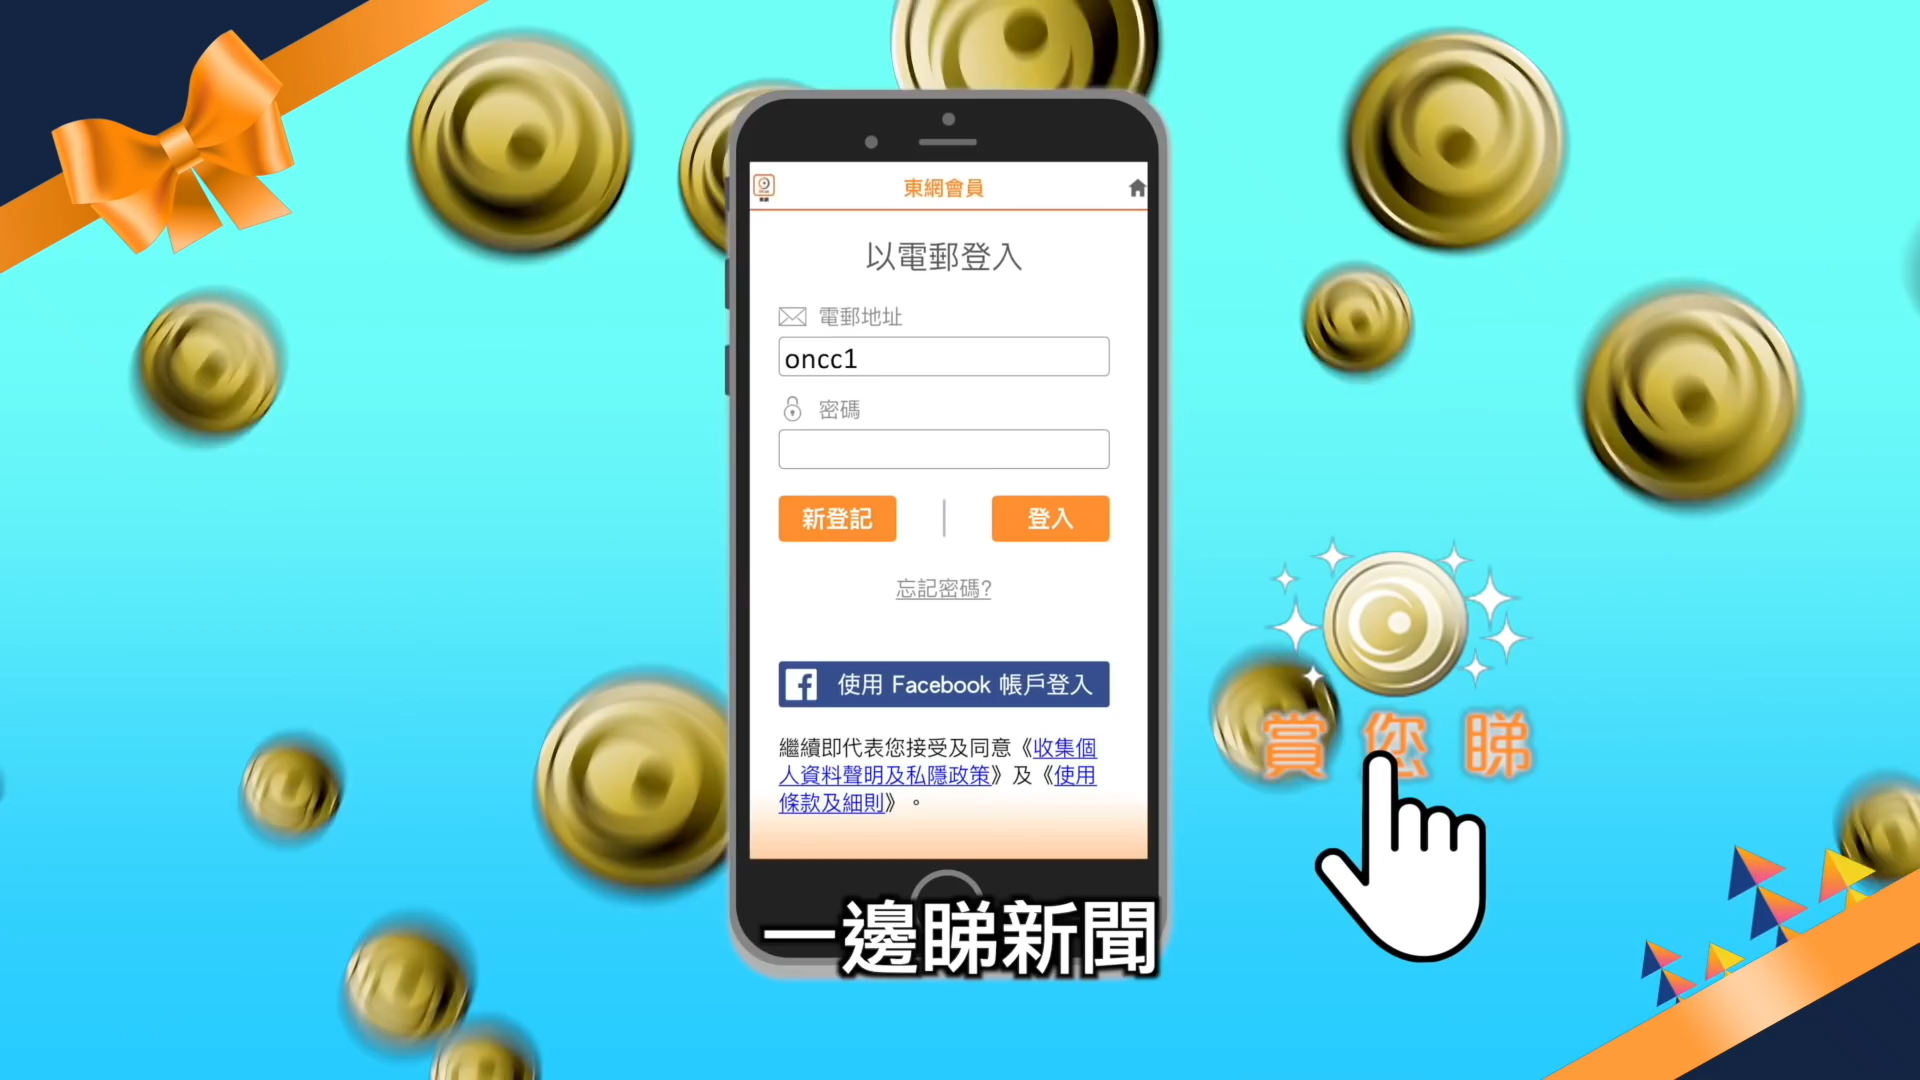 東網會員
以電郵登入
電郵地址
oncc1
密碼
新登記
登入
忘記密碼?
使用 Facebook 帳戶登入
繼續即代表您接受及同意《收集個
人資料聲明及私隱政策》及《使用
條款及細則》。
賞您睇
一邊睇新聞